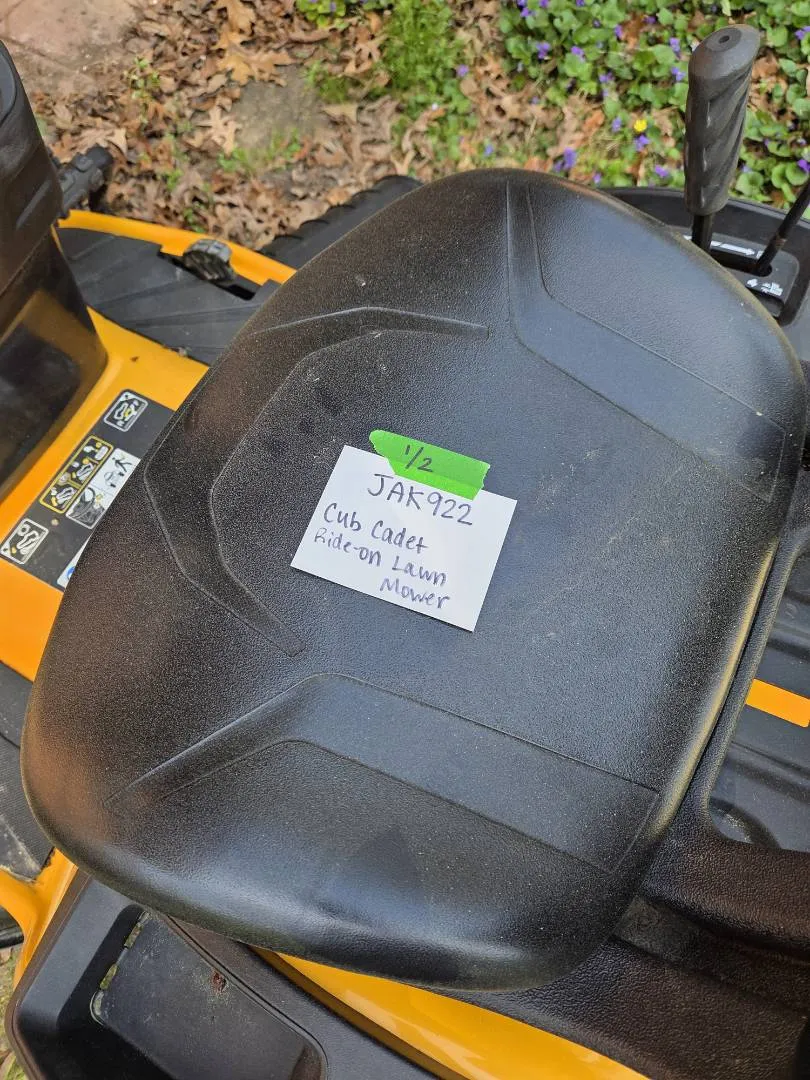 1/2
JAK922
Cub Cadet
Ride-on Lawn
Mower